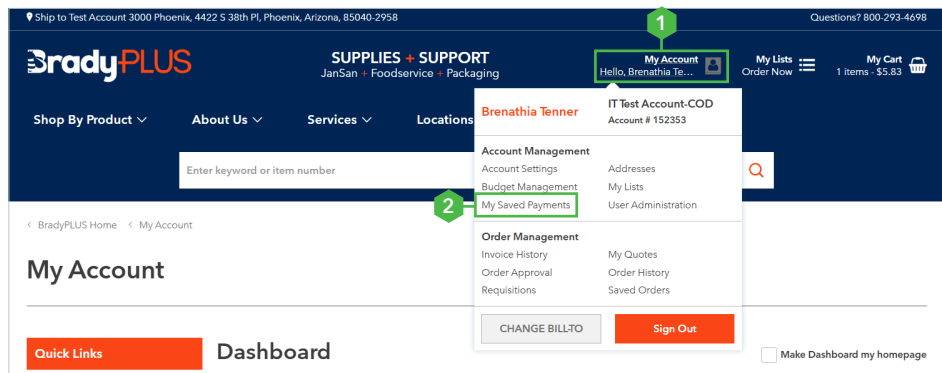 Ship to Test Account 3000 Phoenix, 4422 S 38th Pl, Phoenix, Arizona, 85040-2958
Questions? 800-293-4698
1
BradyPLUS
SUPPLIES + SUPPORT
JanSan + Foodservice + Packaging
My Account
Hello, Brenathia Te...
My Lists
Order Now
My Cart
1 items - $5.83
Shop By Product
About Us
Services
Locations
Brenathia Tenner
IT Test Account-COD
Account # 152353
Enter keyword or item number
Account Management
Account Settings
Addresses
Budget Management
My Lists
2
My Saved Payments
User Administration
< BradyPLUS Home < My Account
Order Management
Invoice History
My Quotes
Order Approval
Order History
Requisitions
Saved Orders
My Account
CHANGE BILL-TO
Sign Out
Quick Links
Dashboard
Make Dashboard my homepage